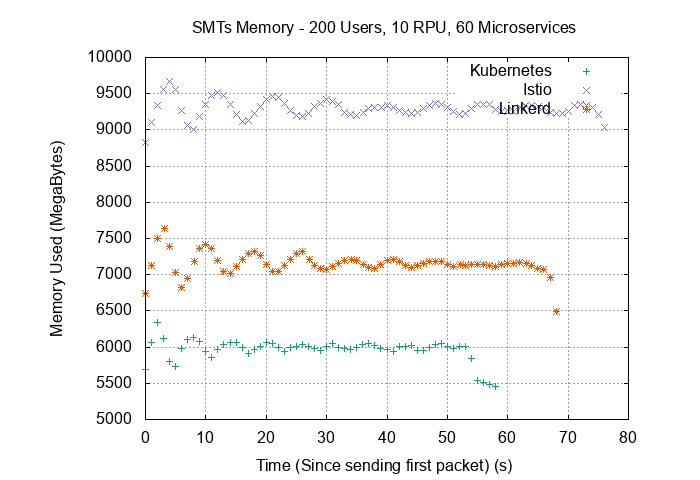 SMTs Memory - 200 Users, 10 RPU, 60 Microservices
Memory Used (MegaBytes)
10000
9500
9000
8500
8000
7500
7000
6500
6000
5500
5000
Kubernetes
Istio
Linkerd
0 10 20 30 40 50 60 70 80
Time (Since sending first packet) (s)